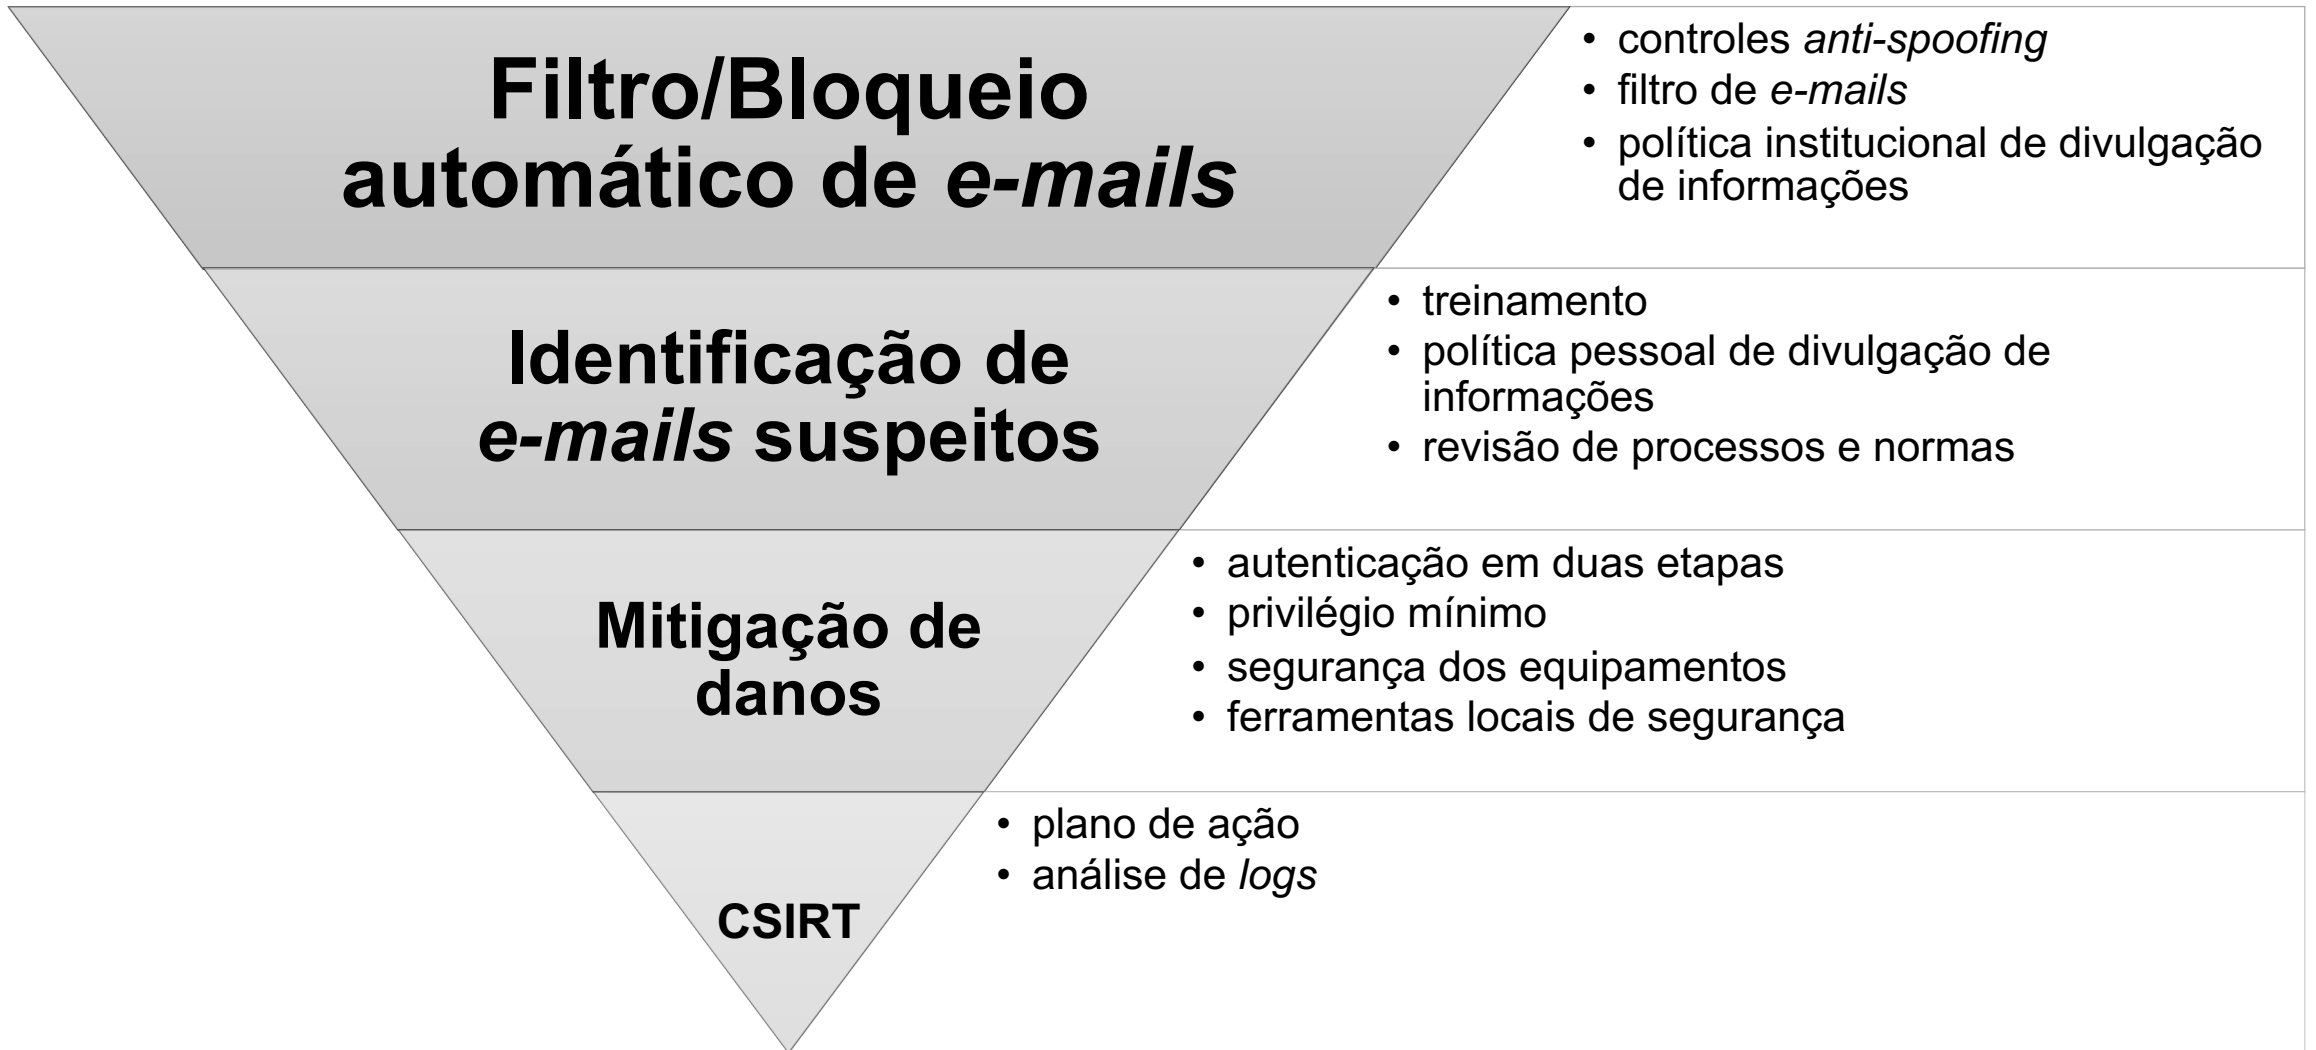 Filtro/Bloqueio
automático de e-mails
• controles anti-spoofing
• filtro de e-mails
• política institucional de divulgação
de informações
Identificação de
e-mails suspeitos
• treinamento
• política pessoal de divulgação de
informações
• revisão de processos e normas
Mitigação de
danos
• autenticação em duas etapas
• privilégio mínimo
• segurança dos equipamentos
• ferramentas locais de segurança
CSIRT
• plano de ação
• análise de logs